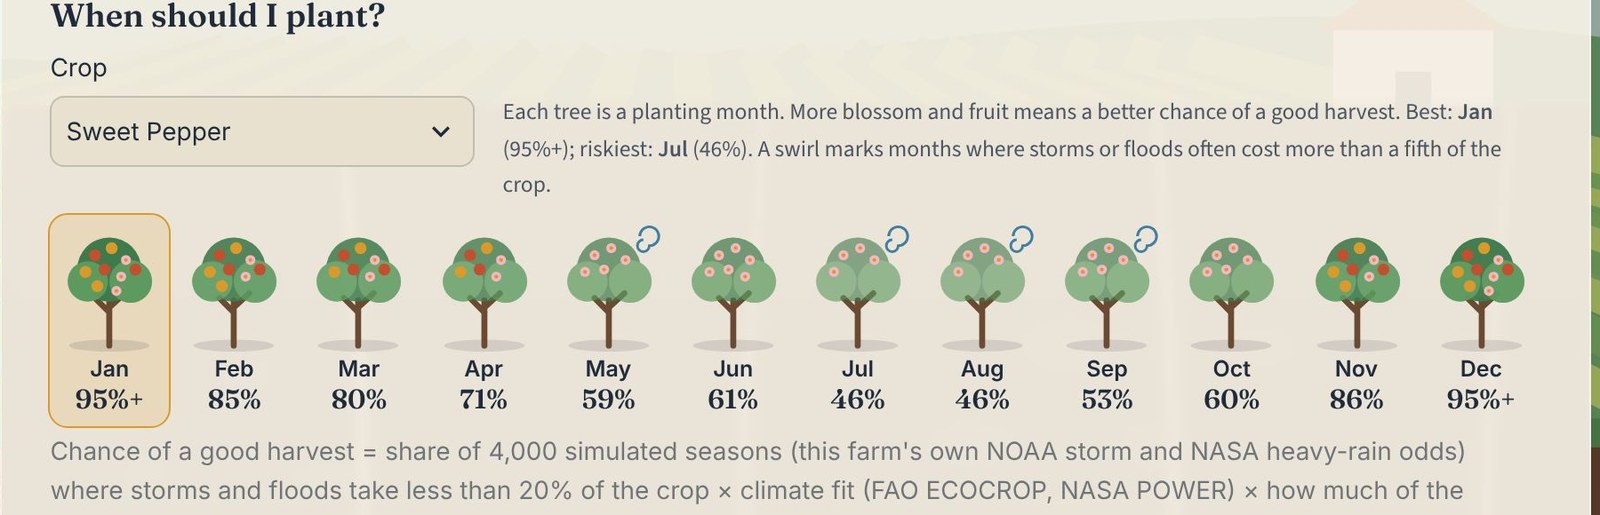 When should I plant?
Crop
Sweet Pepper
Each tree is a planting month. More blossom and fruit means a better chance of a good harvest. Best: Jan
(95%+); riskiest: Jul (46%). A swirl marks months where storms or floods often cost more than a fifth of the
crop.
Jan Feb Mar Apr May Jun Jul Aug Sep Oct Nov Dec
95%+ 85% 80% 71% 59% 61% 46% 46% 53% 60% 86% 95%+
Chance of a good harvest = share of 4,000 simulated seasons (this farm's own NOAA storm and NASA heavy-rain odds)
where storms and floods take less than 20% of the crop × climate fit (FAO ECOCROP, NASA POWER) × how much of the